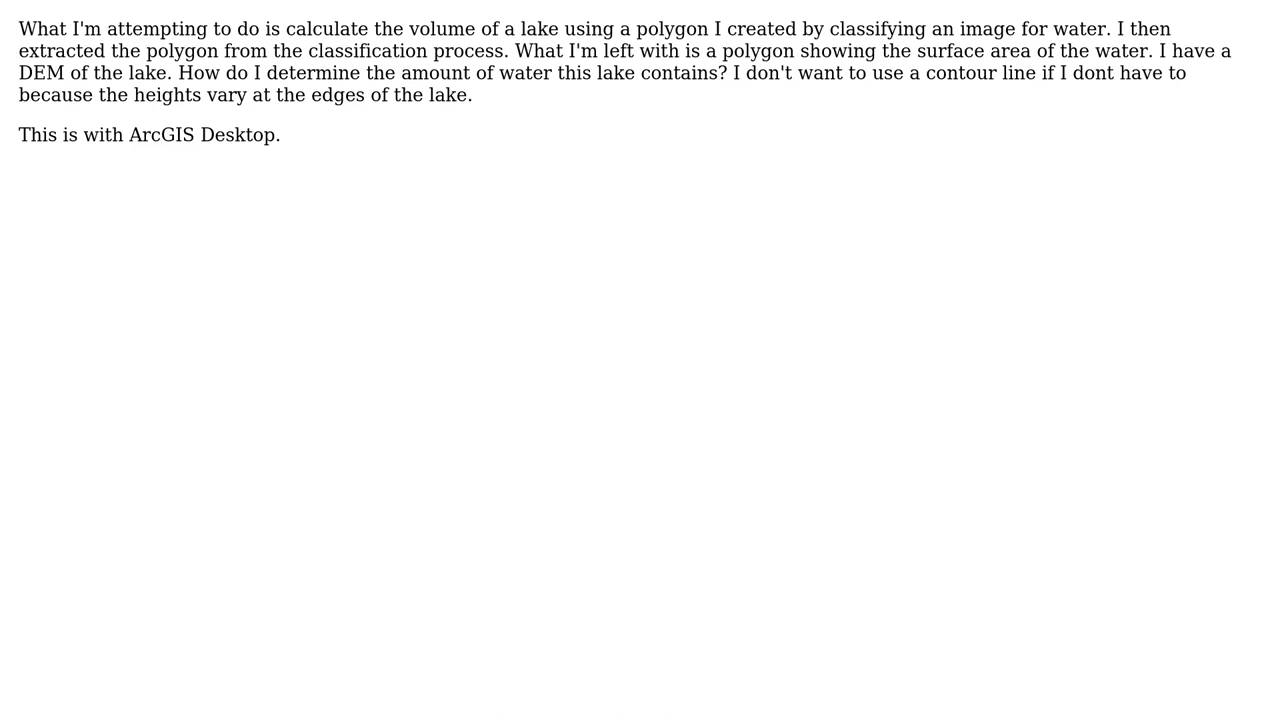 What I'm attempting to do is calculate the volume of a lake using a polygon I created by classifying an image for water. I then
extracted the polygon from the classification process. What I'm left with is a polygon showing the surface area of the water. I have a
DEM of the lake. How do I determine the amount of water this lake contains? I don't want to use a contour line if I dont have to
because the heights vary at the edges of the lake.
This is with ArcGIS Desktop.